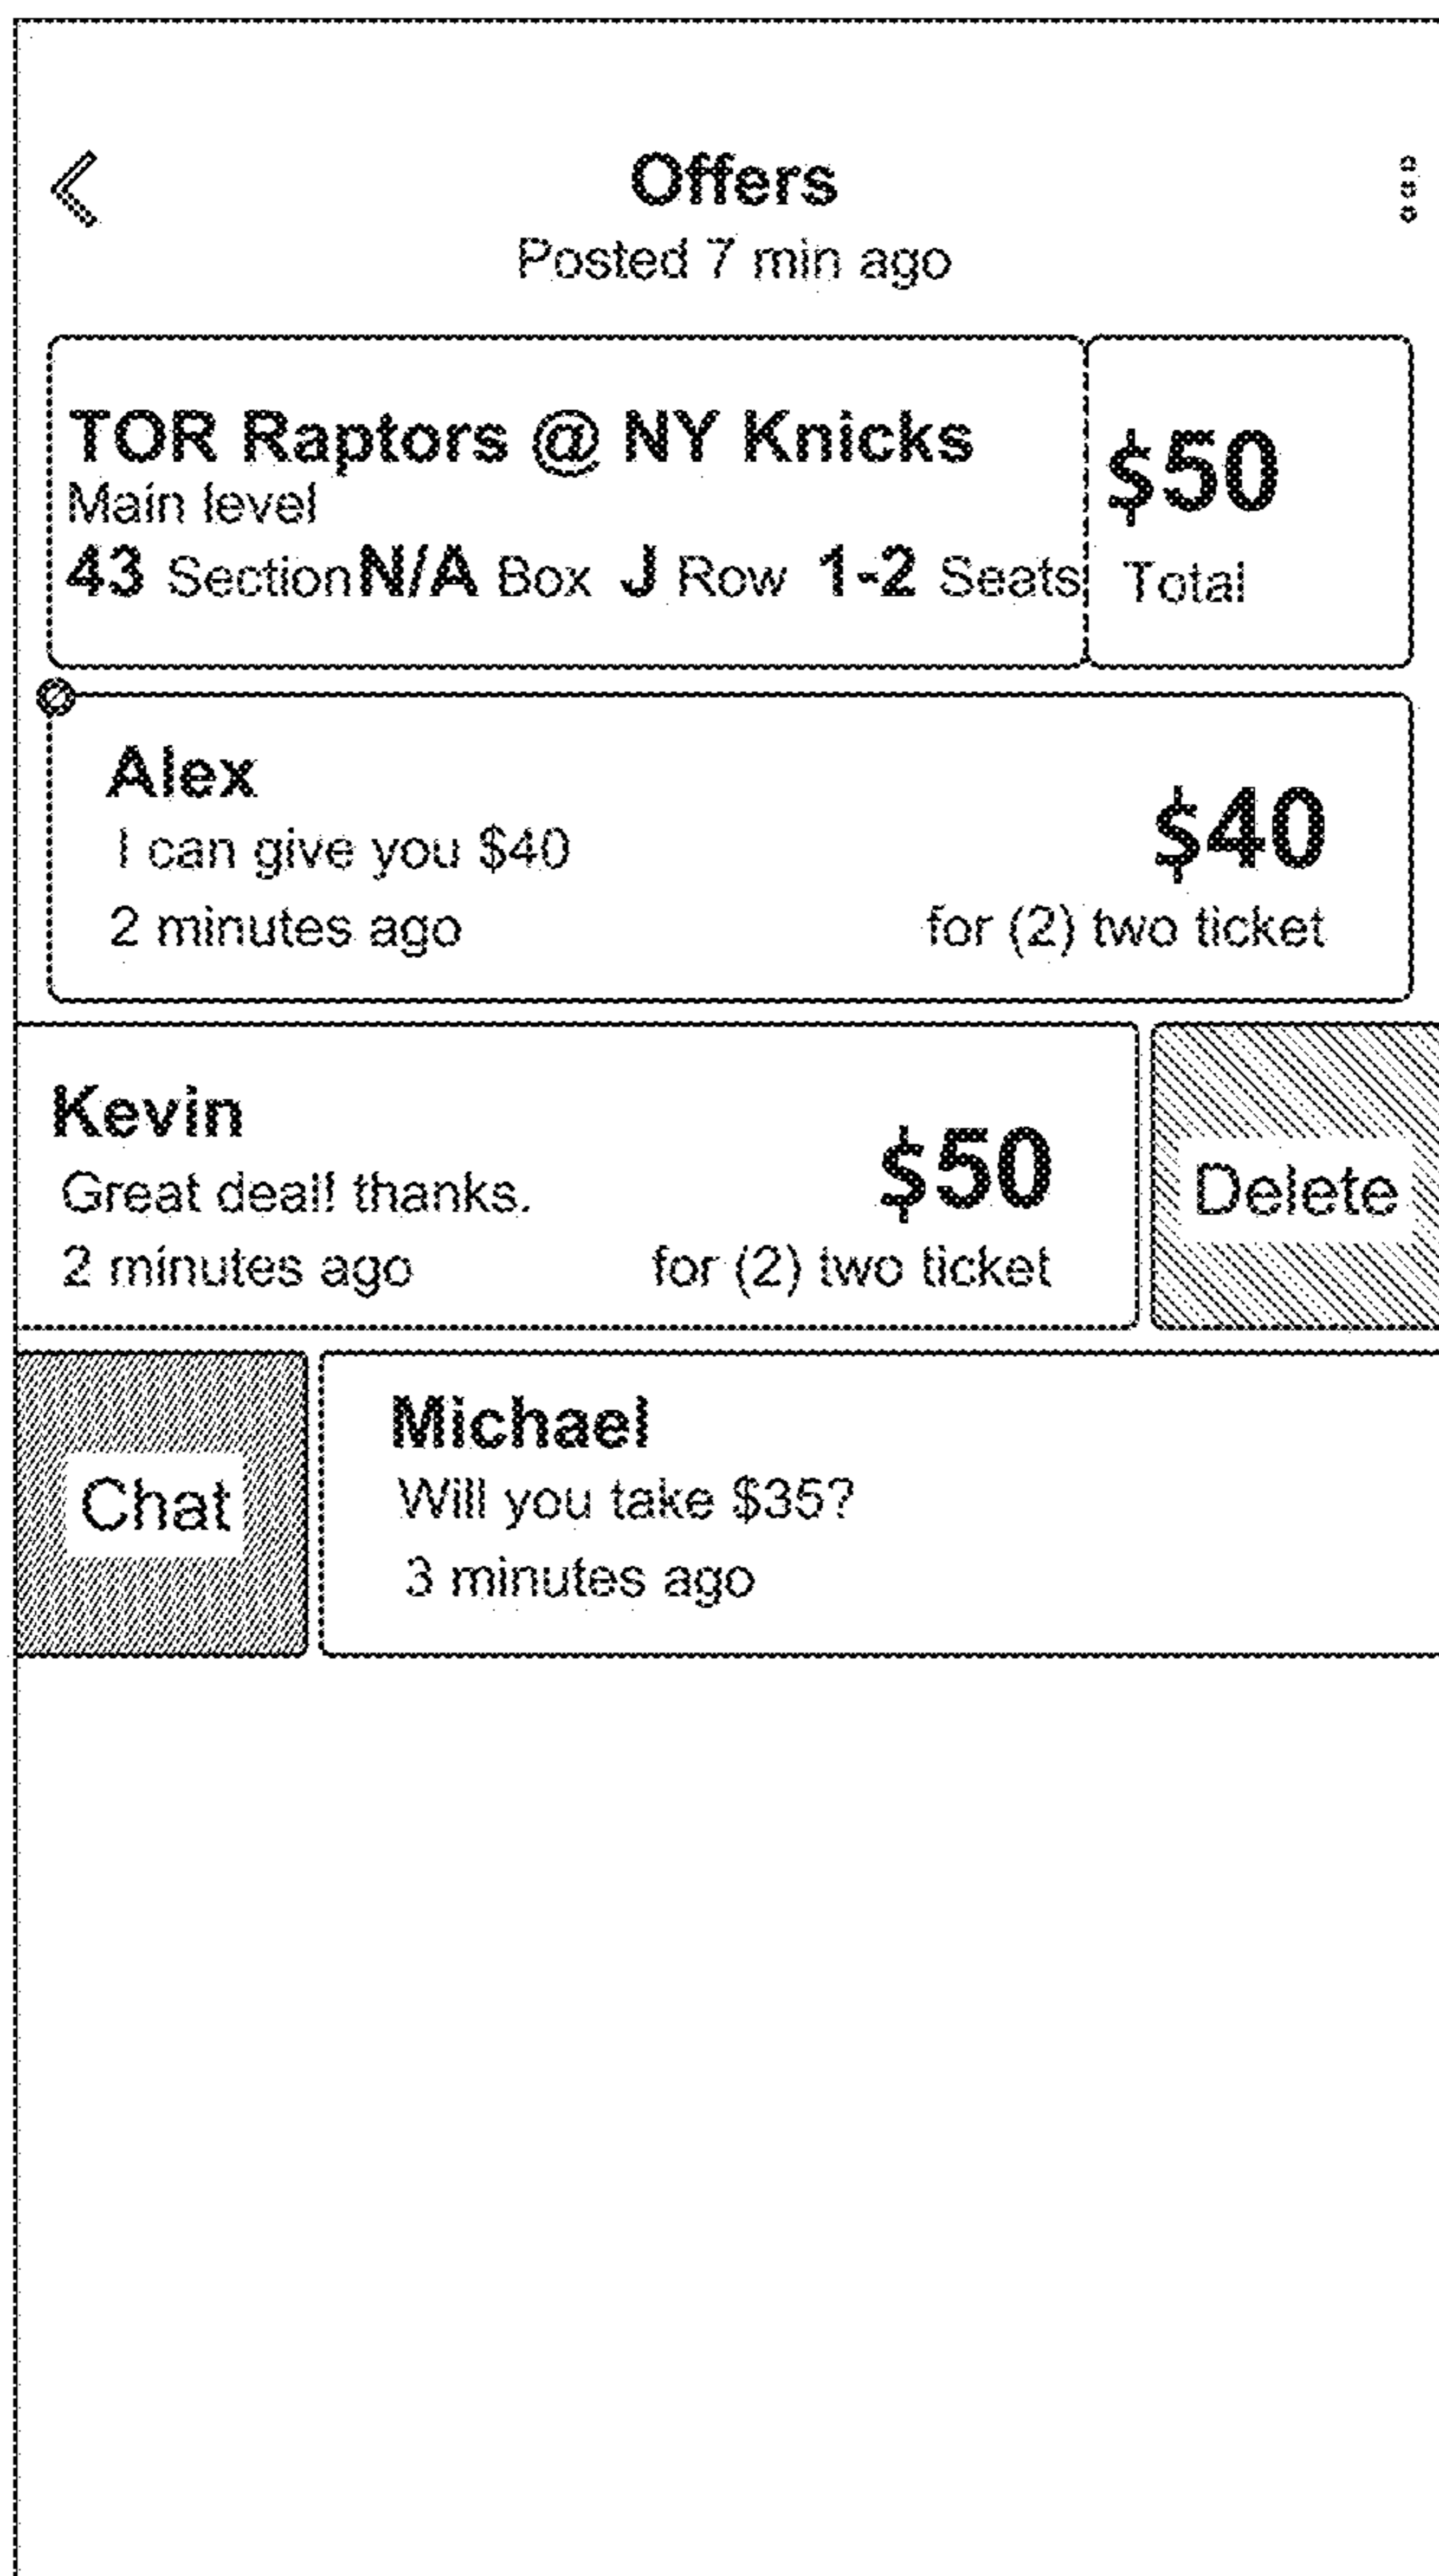 Offers
Posted 7 min ago
TOR Raptors @ NY Knicks
Main level
43 Section N/A Box J Row 1-2 Seats
$50
Total
Alex
I can give you $40
2 minutes ago
$40
for (2) two ticket
Kevin
Great deal! thanks.
2 minutes ago
$50
for (2) two ticket
Delete
Chat
Michael
Will you take $35?
3 minutes ago